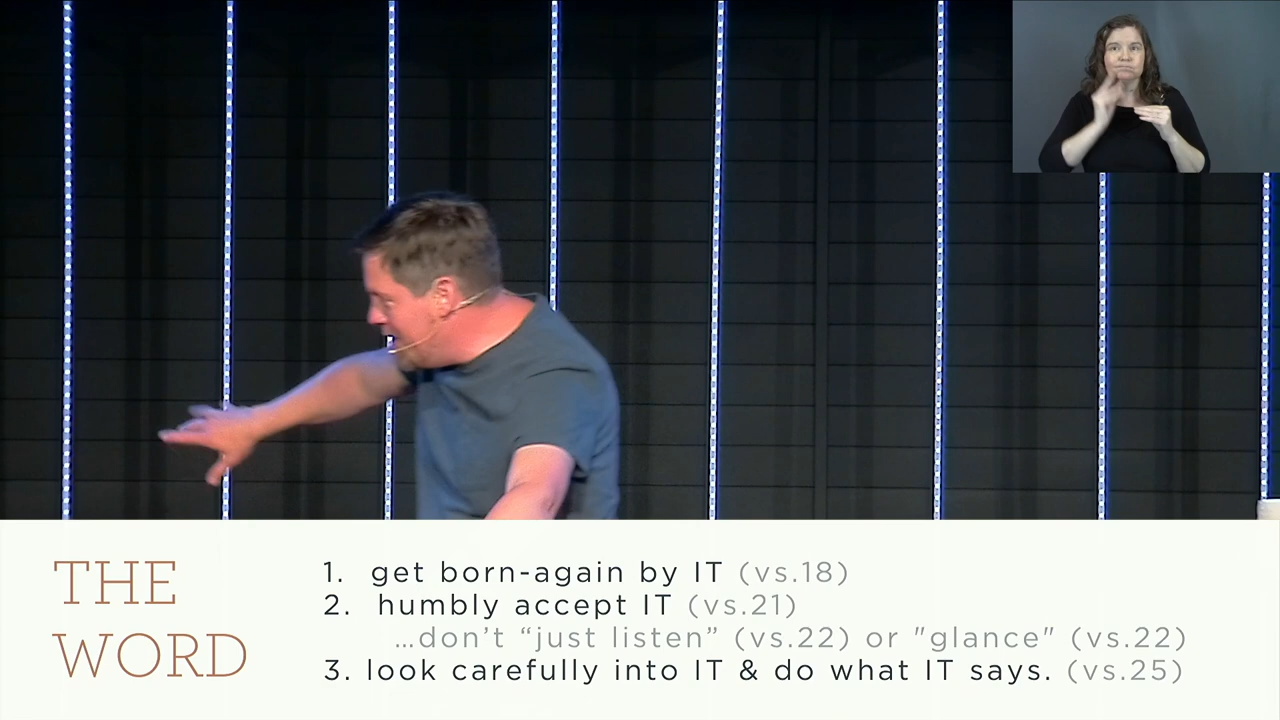 THE
WORD
1. get born-again by IT (vs.18)
2. humbly accept IT (vs.21)
...don’t “just listen” (vs.22) or "glance" (vs.22)
3. look carefully into IT & do what IT says. (vs.25)